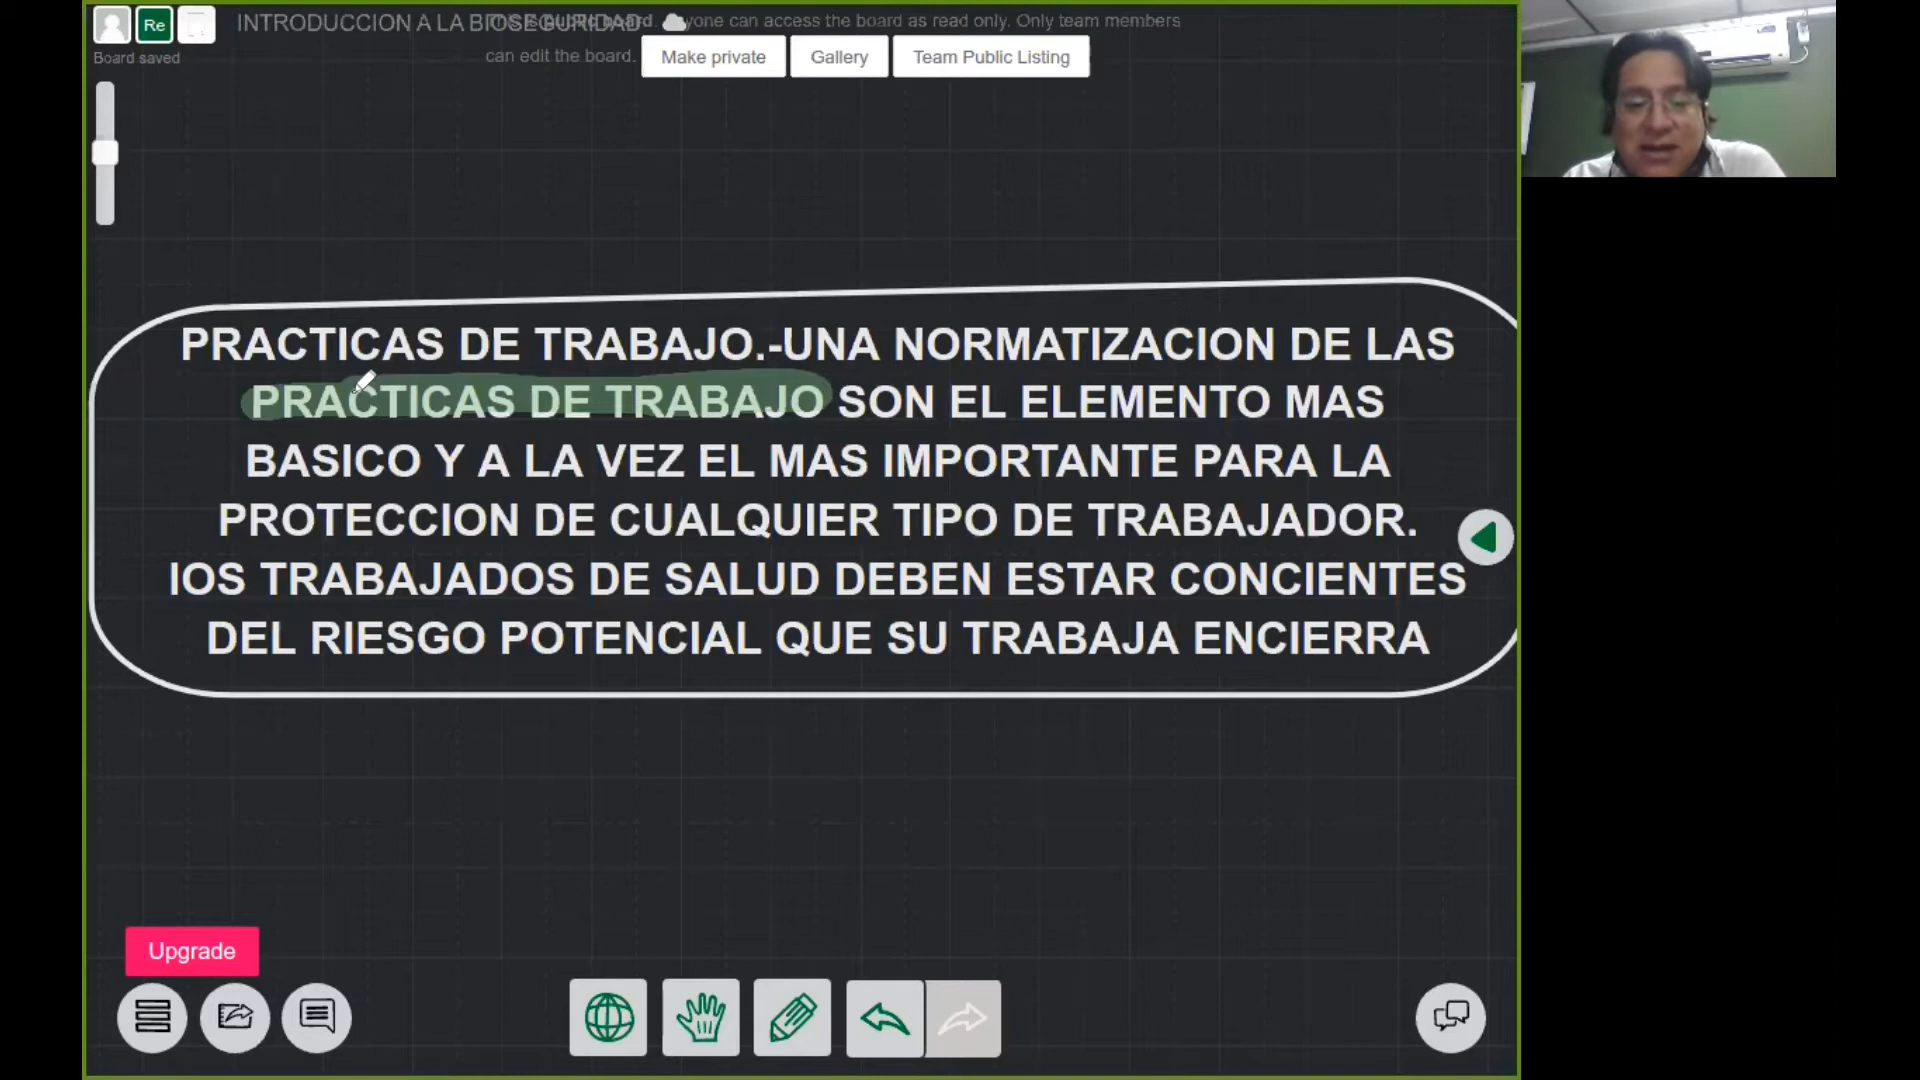 Re
INTRODUCCION A LA BIOSEGURIDAD
yone can access the board as read only. Only team members
can edit the board.
Make private
Gallery
Team Public Listing
Board saved
PRACTICAS DE TRABAJO.-UNA NORMATIZACION DE LAS
PRACTICAS DE TRABAJO SON EL ELEMENTO MAS
BASICO Y A LA VEZ EL MAS IMPORTANTE PARA LA
PROTECCION DE CUALQUIER TIPO DE TRABAJADOR.
lOS TRABAJADOS DE SALUD DEBEN ESTAR CONCIENTES
DEL RIESGO POTENCIAL QUE SU TRABAJA ENCIERRA
Upgrade